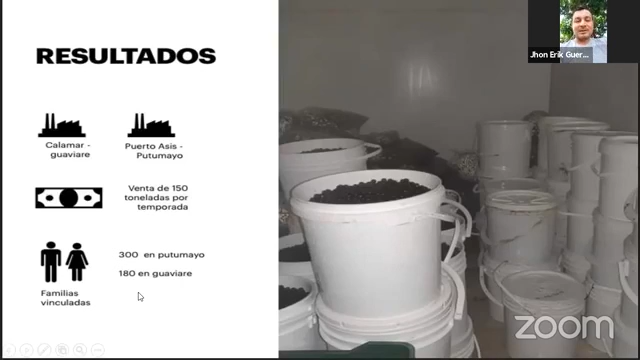 RESULTADOS
Calamar -
guaviare
Puerto Asis -
Putumayo
Venta de 150
toneladas por
temporada
300 en putumayo
180 en guaviare
Familias
vinculadas
Jhon Erik Guer...
zoom